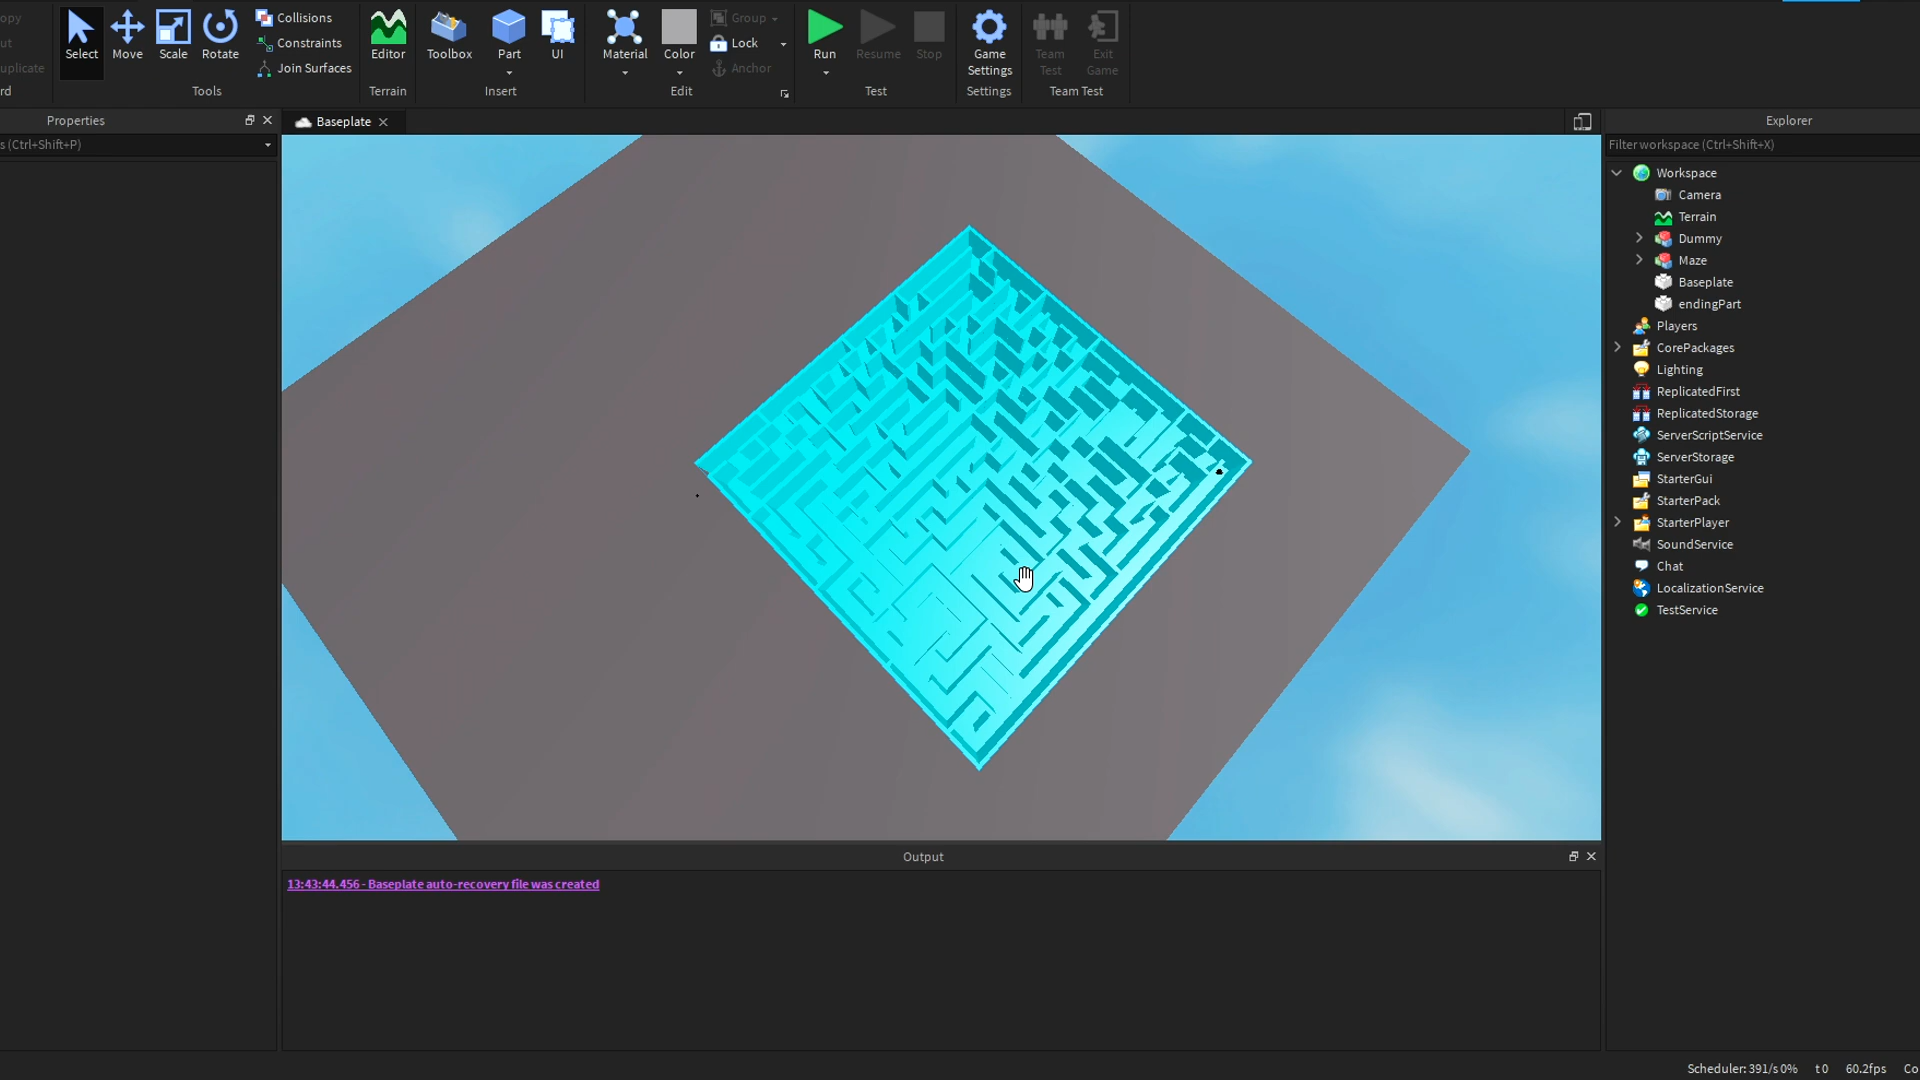 opy
Select
Move
Scale
Rotate
Collisions
Constraints
Join Surfaces
Editor
Toolbox
Part
UI
Material
Color
Group
Lock
Anchor
Run
Resume
Stop
Game
Settings
Team
Test
Exit
Game
ut
uplicate
rd
Tools
Terrain
Insert
Edit
Test
Settings
Team Test
Properties
Baseplate
Explorer
s (Ctrl+Shift+P)
Filter workspace (Ctrl+Shift+X)
Workspace
Camera
Terrain
Dummy
Maze
Baseplate
endingPart
Players
CorePackages
Lighting
ReplicatedFirst
ReplicatedStorage
ServerScriptService
ServerStorage
StarterGui
StarterPack
StarterPlayer
SoundService
Chat
LocalizationService
TestService
Output
13:43:44.456 - Baseplate auto-recovery file was created
Scheduler: 391/s 0% t 0 60.2fps Co